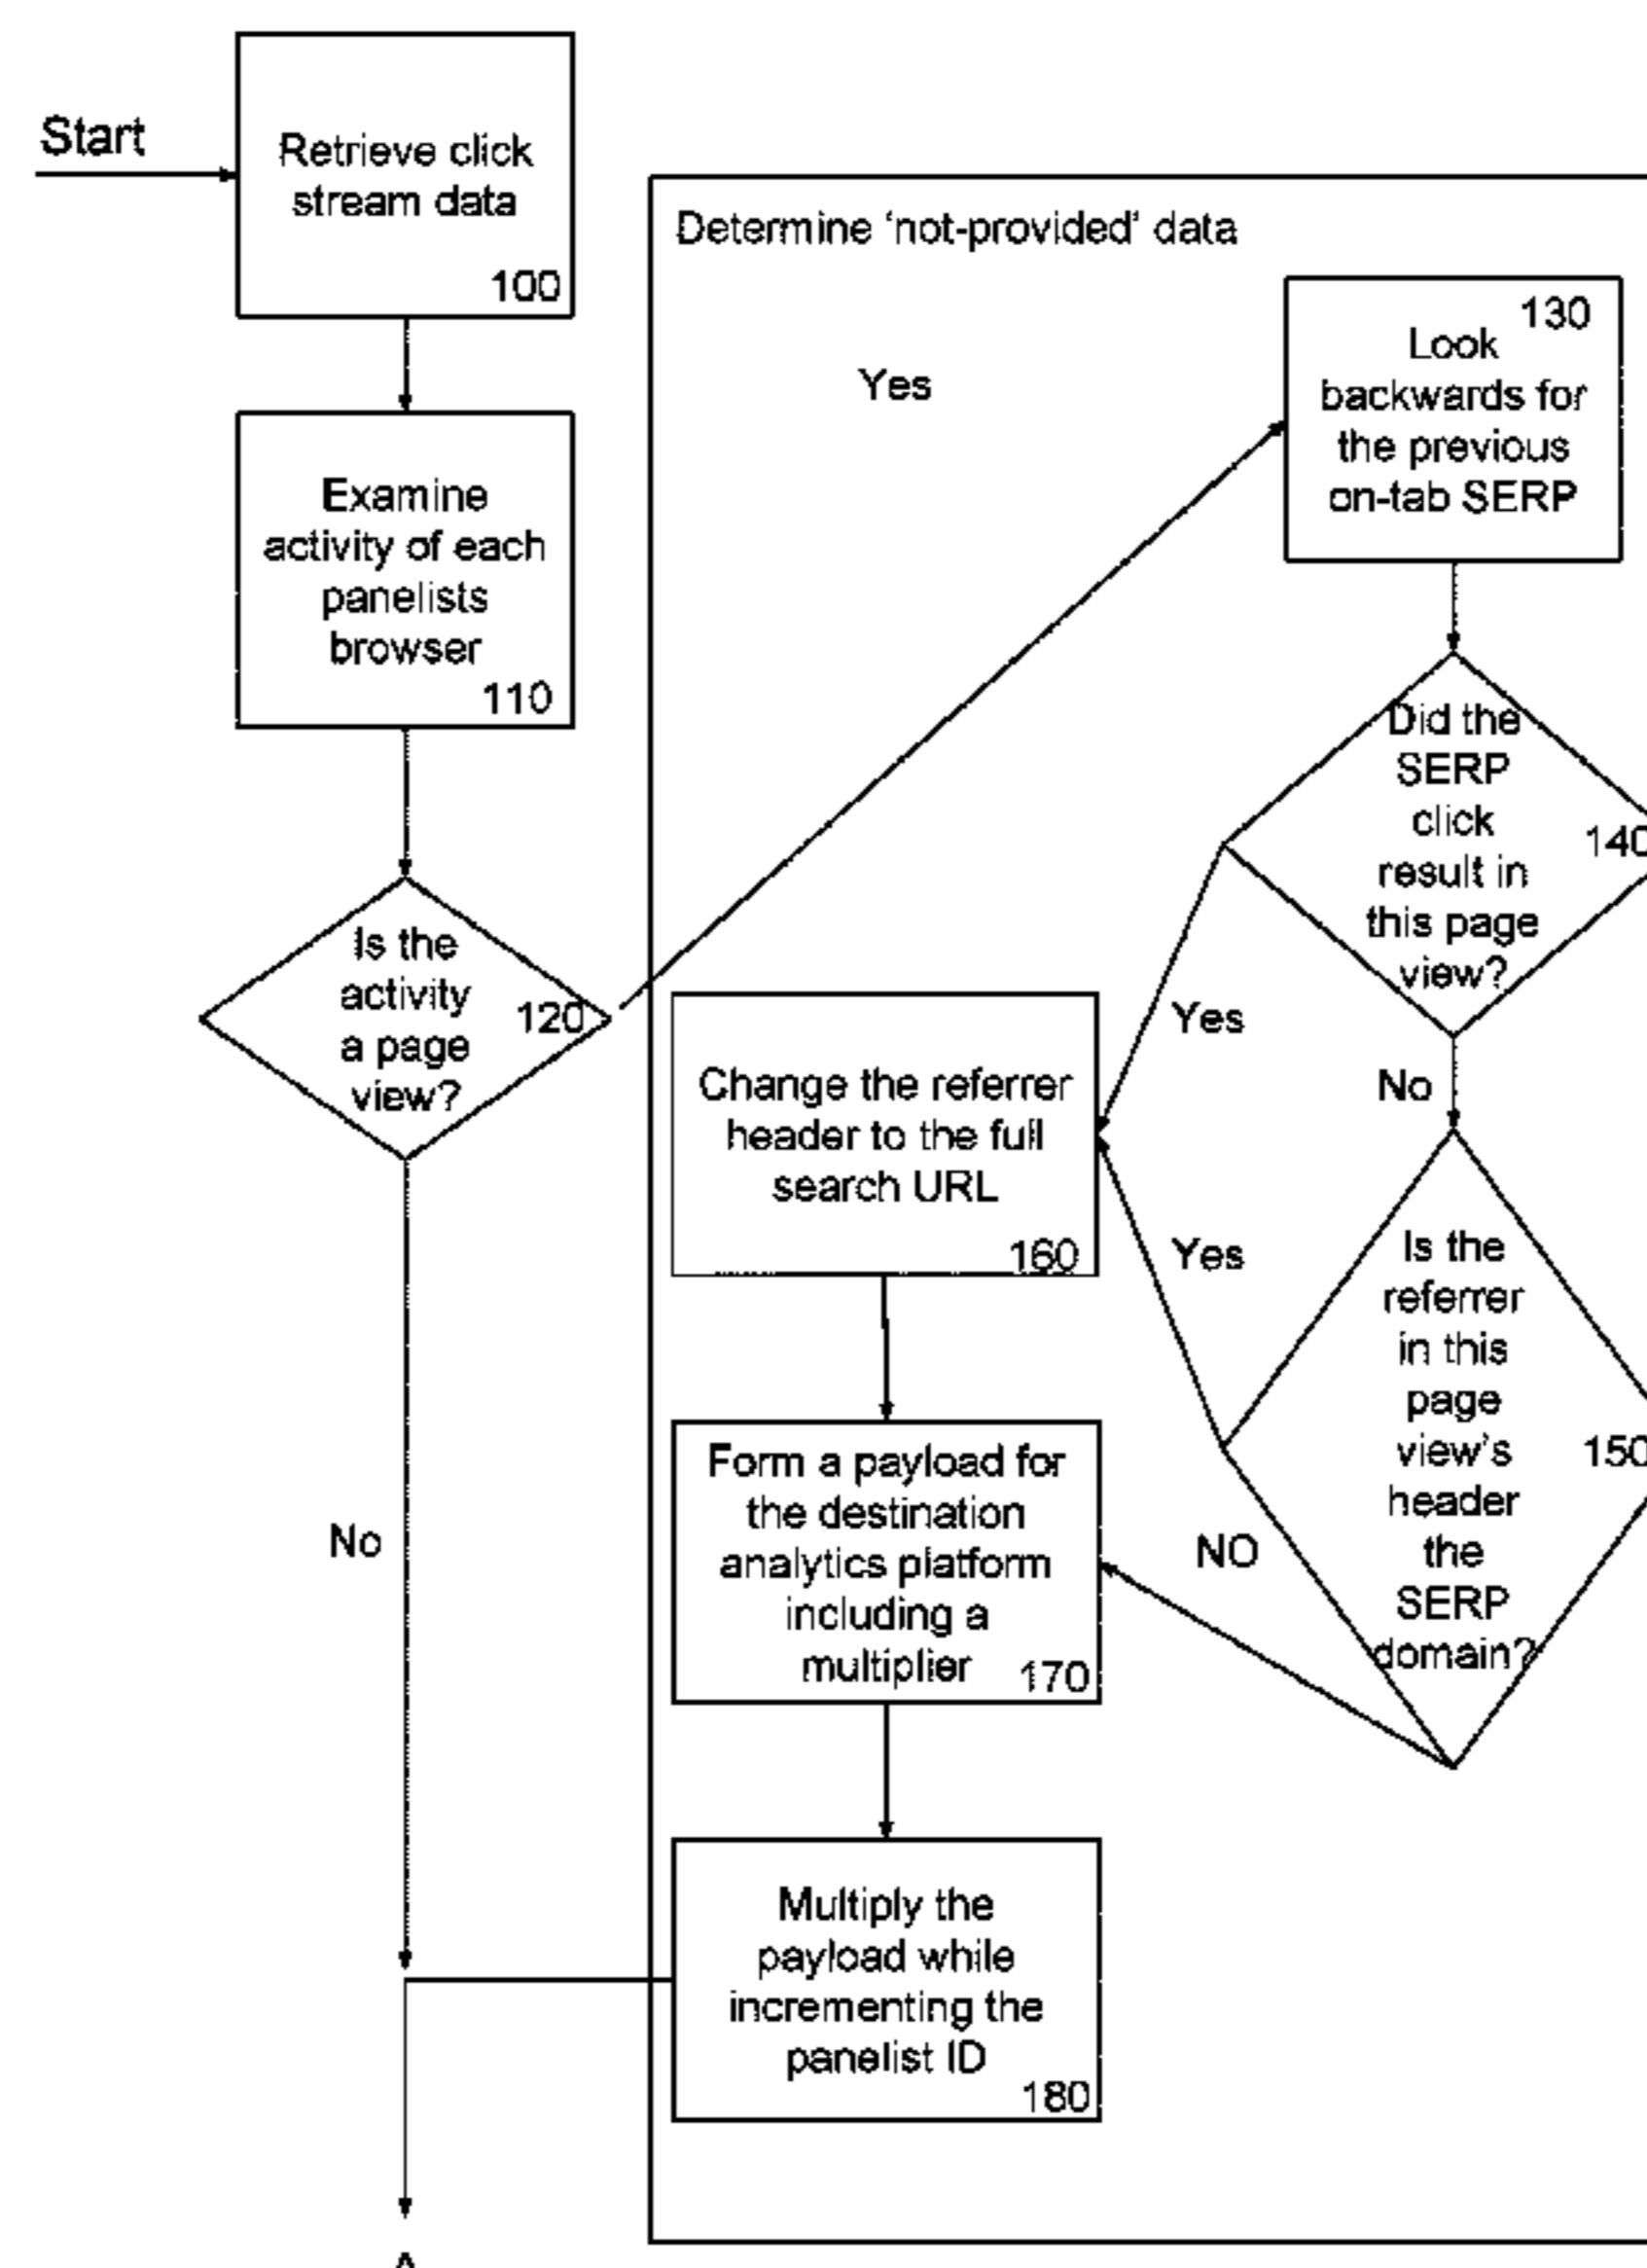 Start
Retrieve click
stream data
100
Examine
activity of each
panelists
browser
110
Is the
activity
a page
view?
120
No
Determine ‘not-provided’ data
Yes
130
Look
backwards for
the previous
on-tab SERP
Did the
SERP
click
result in
this page
view?
140
Yes
No
Change the referrer
header to the full
search URL
160
Yes
Is the
referrer
in this
page
view's
header
the
SERP
domain?
150
NO
Form a payload for
the destination
analytics platform
including a
multiplier
170
Multiply the
payload while
incrementing the
panelist ID
180